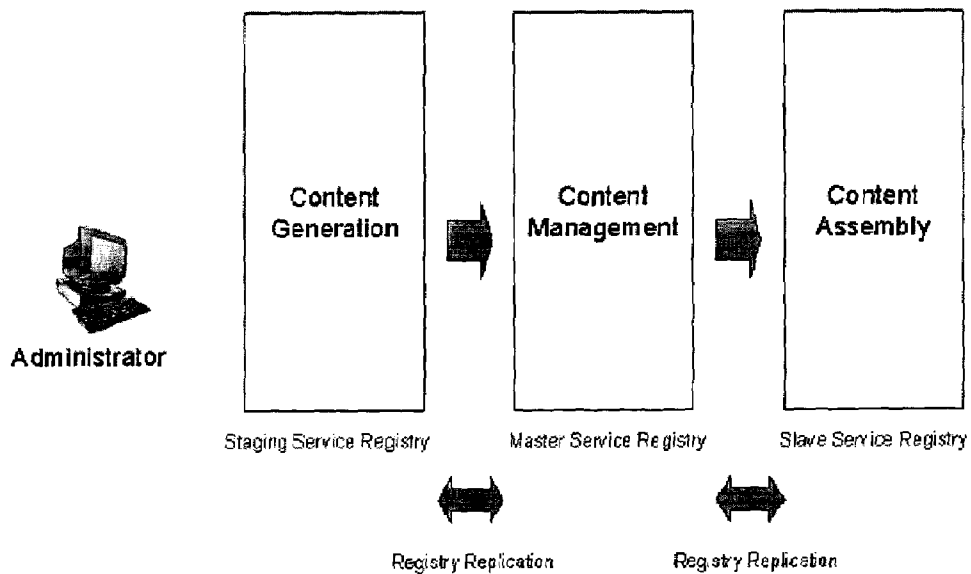 Content
Generation
Content
Management
Content
Assembly
Administrator
Staging Service Registry
Master Service Registry
Slave Service Registry
Registry Replication
Registry Replication